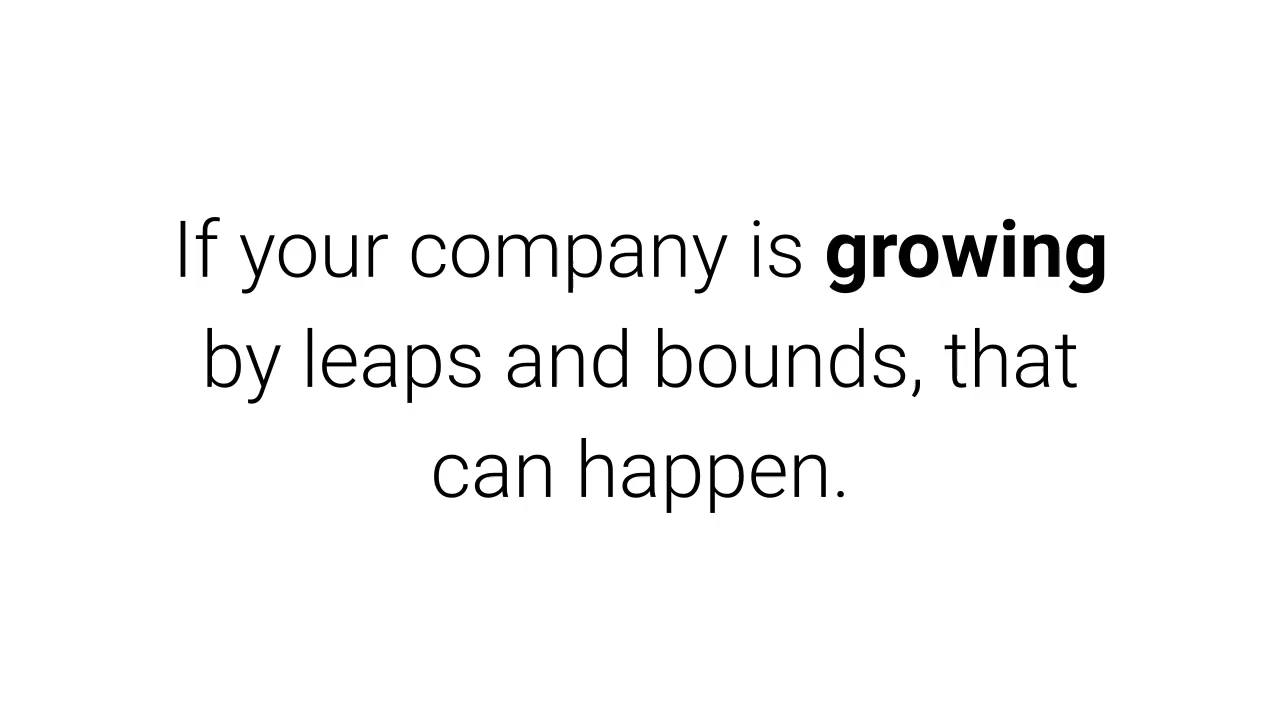 If your company is growing
by leaps and bounds, that
can happen.